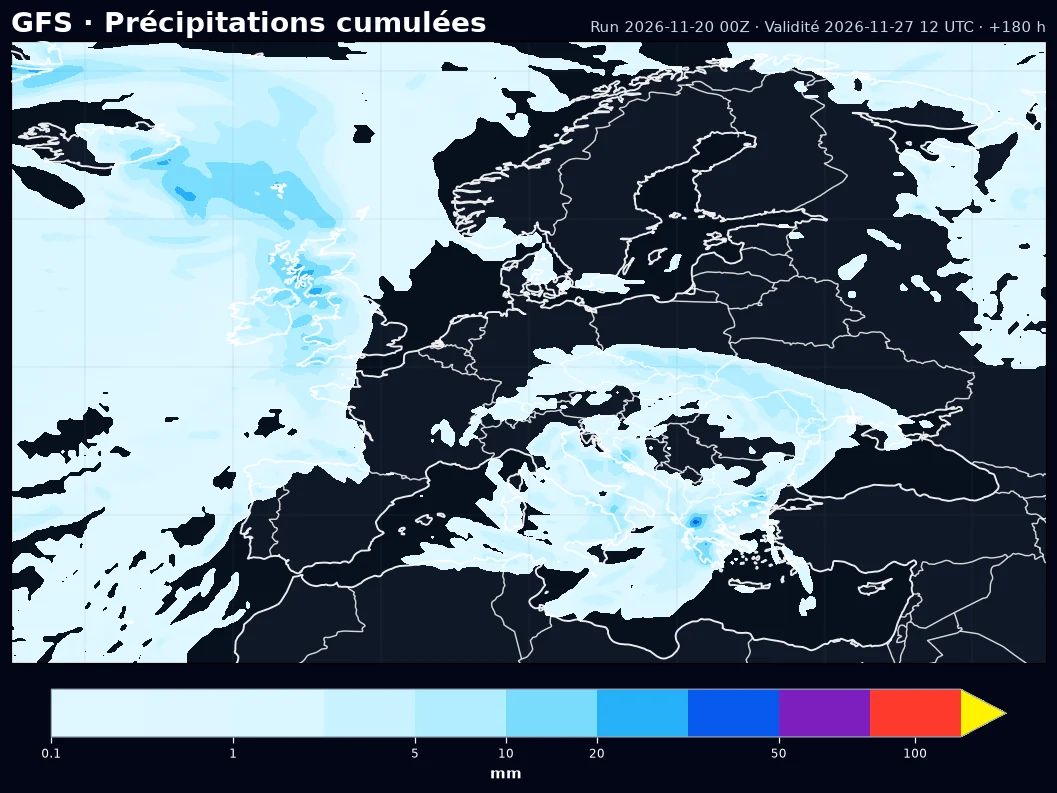 GFS · Précipitations cumulées
Run 2026-11-20 00Z · Validité 2026-11-27 12 UTC · +180 h
0.1 1 5 10 20 50 100
mm